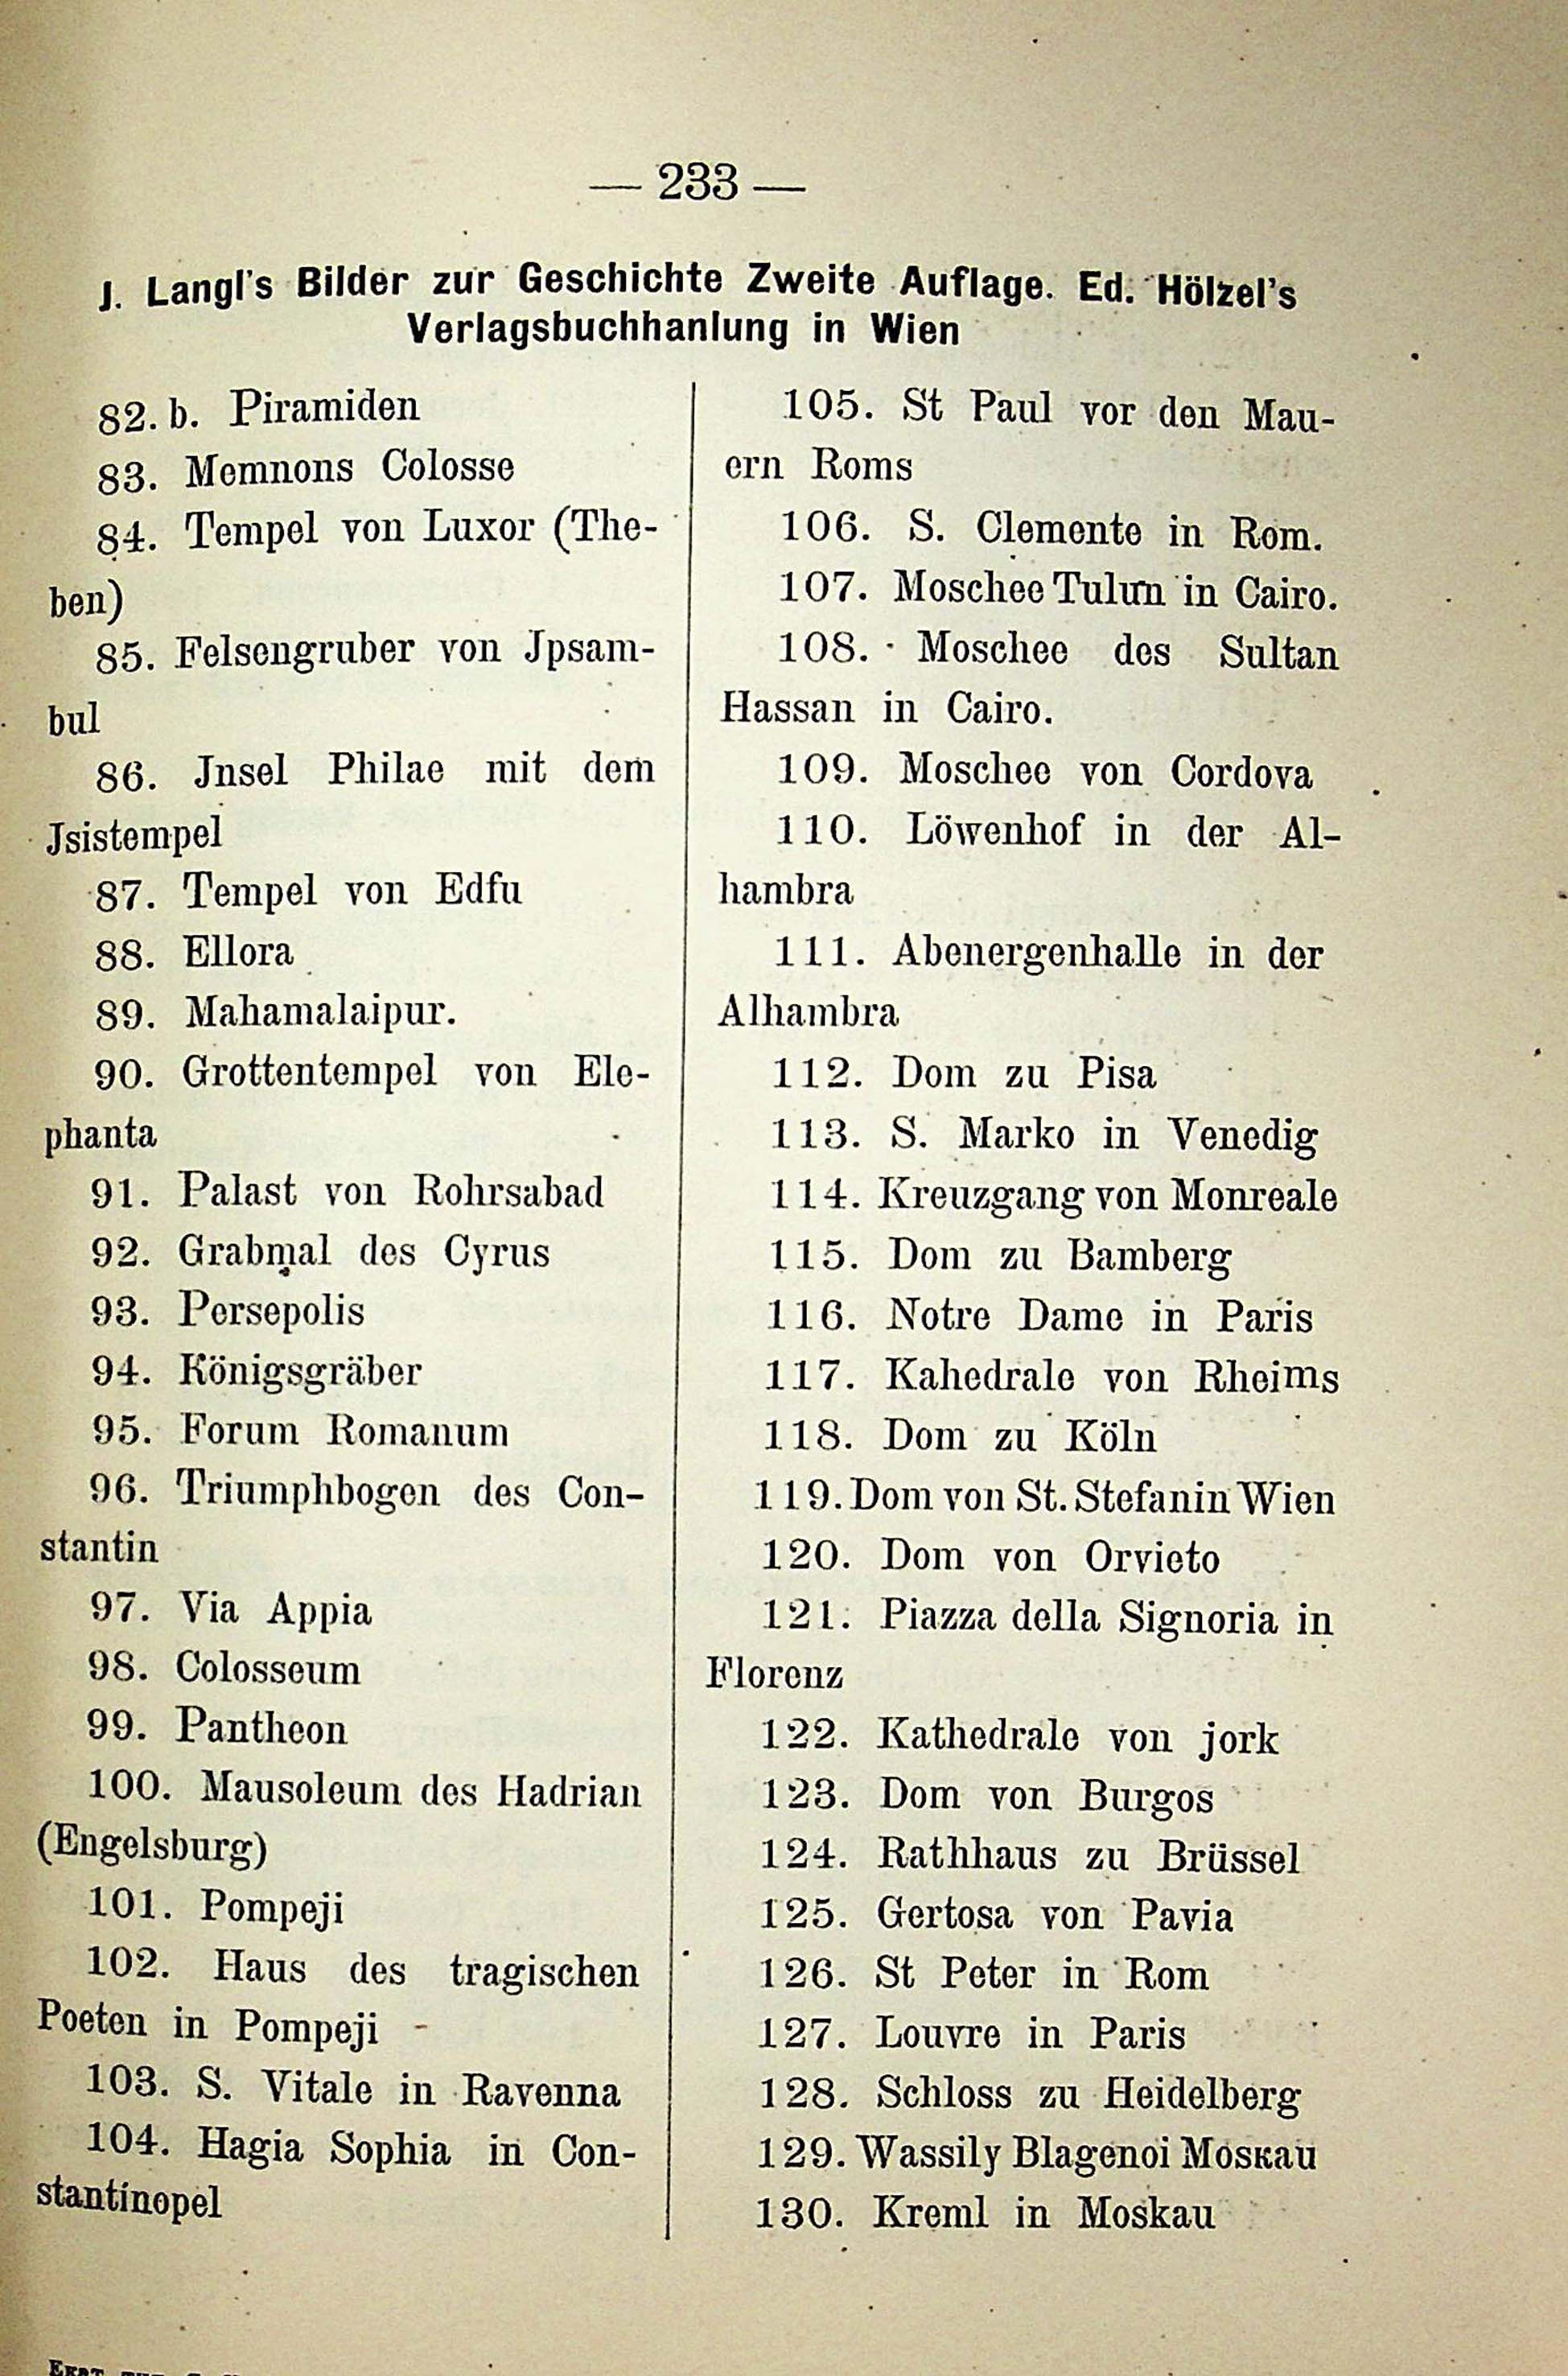 — 233 —
J. Langl's Bilder zur Geschichte Zweite Auflage. Ed. Hölzel's
Verlagsbuchhanlung in Wien
82. b. Piramiden
83. Memnons Colosse
84. Tempel von Luxor (The-
ben)
85. Felsengruber von Jpsam-
bul
86. Jnsel Philae mit dem
Jsistempel
87. Tempel von Edfu
88. Ellora
89. Mahamalaipur.
90. Grottentempel von Ele-
phanta
91. Palast von Rohrsabad
92. Grabmal des Cyrus
93. Persepolis
94. Königsgräber
95. Forum Romanum
96. Triumphbogen des Con-
stantin
97. Via Appia
98. Colosseum
99. Pantheon
100. Mausoleum des Hadrian
(Engelsburg)
101. Pompeji
102. Haus des tragischen
Poeten in Pompeji
103. S. Vitale in Ravenna
104. Hagia Sophia in Con-
stantinopel
105. St Paul vor den Mau-
ern Roms
106. S. Clemente in Rom.
107. Moschee Tulun in Cairo.
108. Moschee des Sultan
Hassan in Cairo.
109. Moschee von Cordova
110. Löwenhof in der Al-
hambra
111. Abenergenhalle in der
Alhambra
112. Dom zu Pisa
113. S. Marko in Venedig
114. Kreuzgang von Monreale
115. Dom zu Bamberg
116. Notre Dame in Paris
117. Kahedrale von Rheims
118. Dom zu Köln
119. Dom von St. Stefanin Wien
120. Dom von Orvieto
121. Piazza della Signoria in
Florenz
122. Kathedrale von jork
123. Dom von Burgos
124. Rathhaus zu Brüssel
125. Gertosa von Pavia
126. St Peter in Rom
127. Louvre in Paris
128. Schloss zu Heidelberg
129. Wassily Blagenoi Moskau
130. Kreml in Moskau